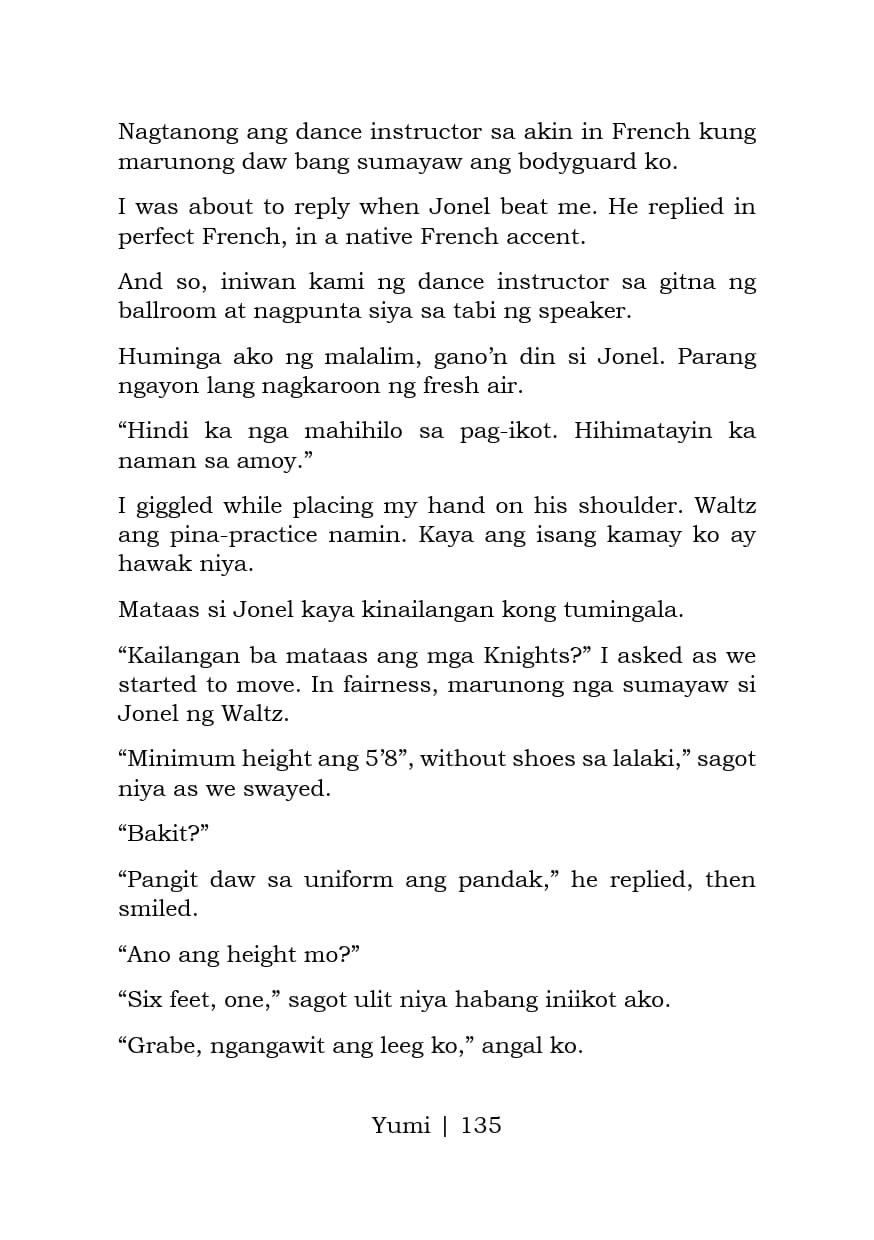 Nagtanong ang dance instructor sa akin in French kung
marunong daw bang sumayaw ang bodyguard ko.
I was about to reply when Jonel beat me. He replied in
perfect French, in a native French accent.
And so, iniwan kami ng dance instructor sa gitna ng
ballroom at nagpunta siya sa tabi ng speaker.
Huminga ako ng malalim, gano’n din si Jonel. Parang
ngayon lang nagkaroon ng fresh air.
“Hindi ka nga mahihilo sa pag-ikot. Hihimatayin ka
naman sa amoy.”
I giggled while placing my hand on his shoulder. Waltz
ang pina-practice namin. Kaya ang isang kamay ko ay
hawak niya.
Mataas si Jonel kaya kinailangan kong tumingala.
“Kailangan ba mataas ang mga Knights?” I asked as we
started to move. In fairness, marunong nga sumayaw si
Jonel ng Waltz.
“Minimum height ang 5’8”, without shoes sa lalaki,” sagot
niya as we swayed.
“Bakit?”
“Pangit daw sa uniform ang pandak,” he replied, then
smiled.
“Ano ang height mo?”
“Six feet, one,” sagot ulit niya habang iniikot ako.
“Grabe, ngangawit ang leeg ko,” angal ko.
Yumi | 135